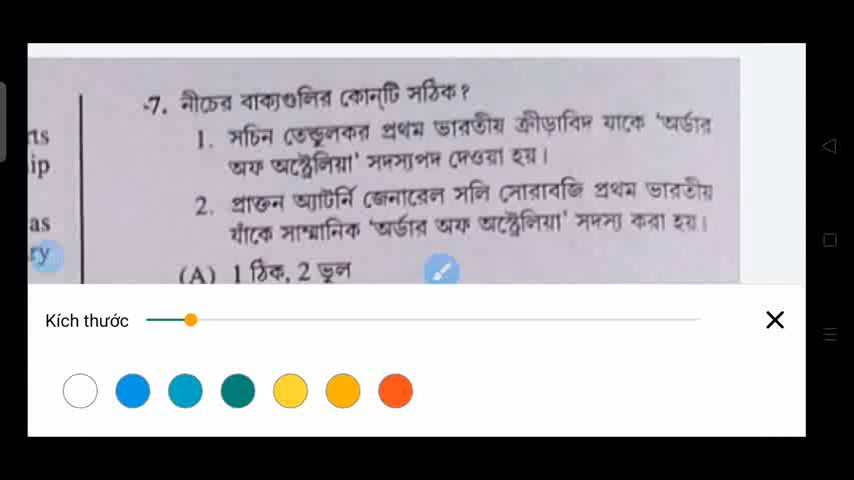 -7. নীচের বাক্যগুলির কোন্‌টি সঠিক?
1. সচিন তেন্ডুলকর প্রথম ভারতীয় ক্রীড়াবিদ যাকে ‘অর্ডার
অফ অস্ট্রেলিয়া’ সদস্যপদ দেওয়া হয়।
2. প্রাক্তন অ্যাটর্নি জেনারেল সলি সোরাবজি প্রথম ভারতীয়
যাঁকে সাম্মানিক ‘অর্ডার অফ অস্ট্রেলিয়া’ সদস্য করা হয়।
(A) 1 ঠিক, 2 ভুল
ip
as
ry
Kích thước